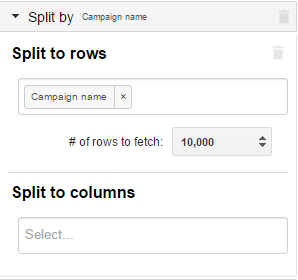 Split by Campaign name
Split to rows
Campaign name ×
# of rows to fetch: 10,000
Split to columns
Select...